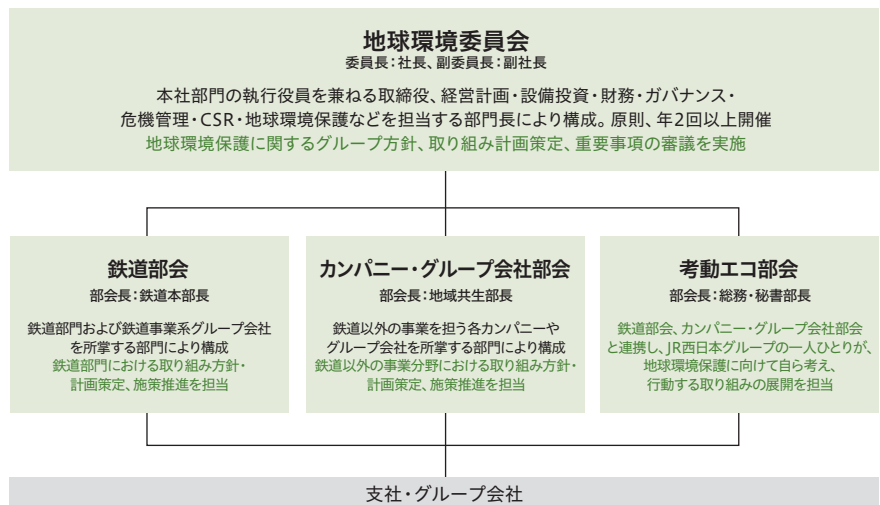 地球環境委員会
委員長：社長、副委員長：副社長
本社部門の執行役員を兼ねる取締役、経営計画・設備投資・財務・ガバナンス・
危機管理・CSR・地球環境保護などを担当する部門長により構成。原則、年2回以上開催
地球環境保護に関するグループ方針、取り組み計画策定、重要事項の審議を実施
鉄道部会
部会長：鉄道本部長
鉄道部門および鉄道事業系グループ会社
を所掌する部門により構成
鉄道部門における取り組み方針・
計画策定、施策推進を担当
カンパニー・グループ会社部会
部会長：地域共生部長
鉄道以外の事業を担う各カンパニーや
グループ会社を所掌する部門により構成
鉄道以外の事業分野における取り組み方針・
計画策定、施策推進を担当
考動エコ部会
部会長：総務・秘書部長
鉄道部会、カンパニー・グループ会社部会
と連携し、JR西日本グループの一人ひとりが、
地球環境保護に向けて自ら考え、
行動する取り組みの展開を担当
支社・グループ会社